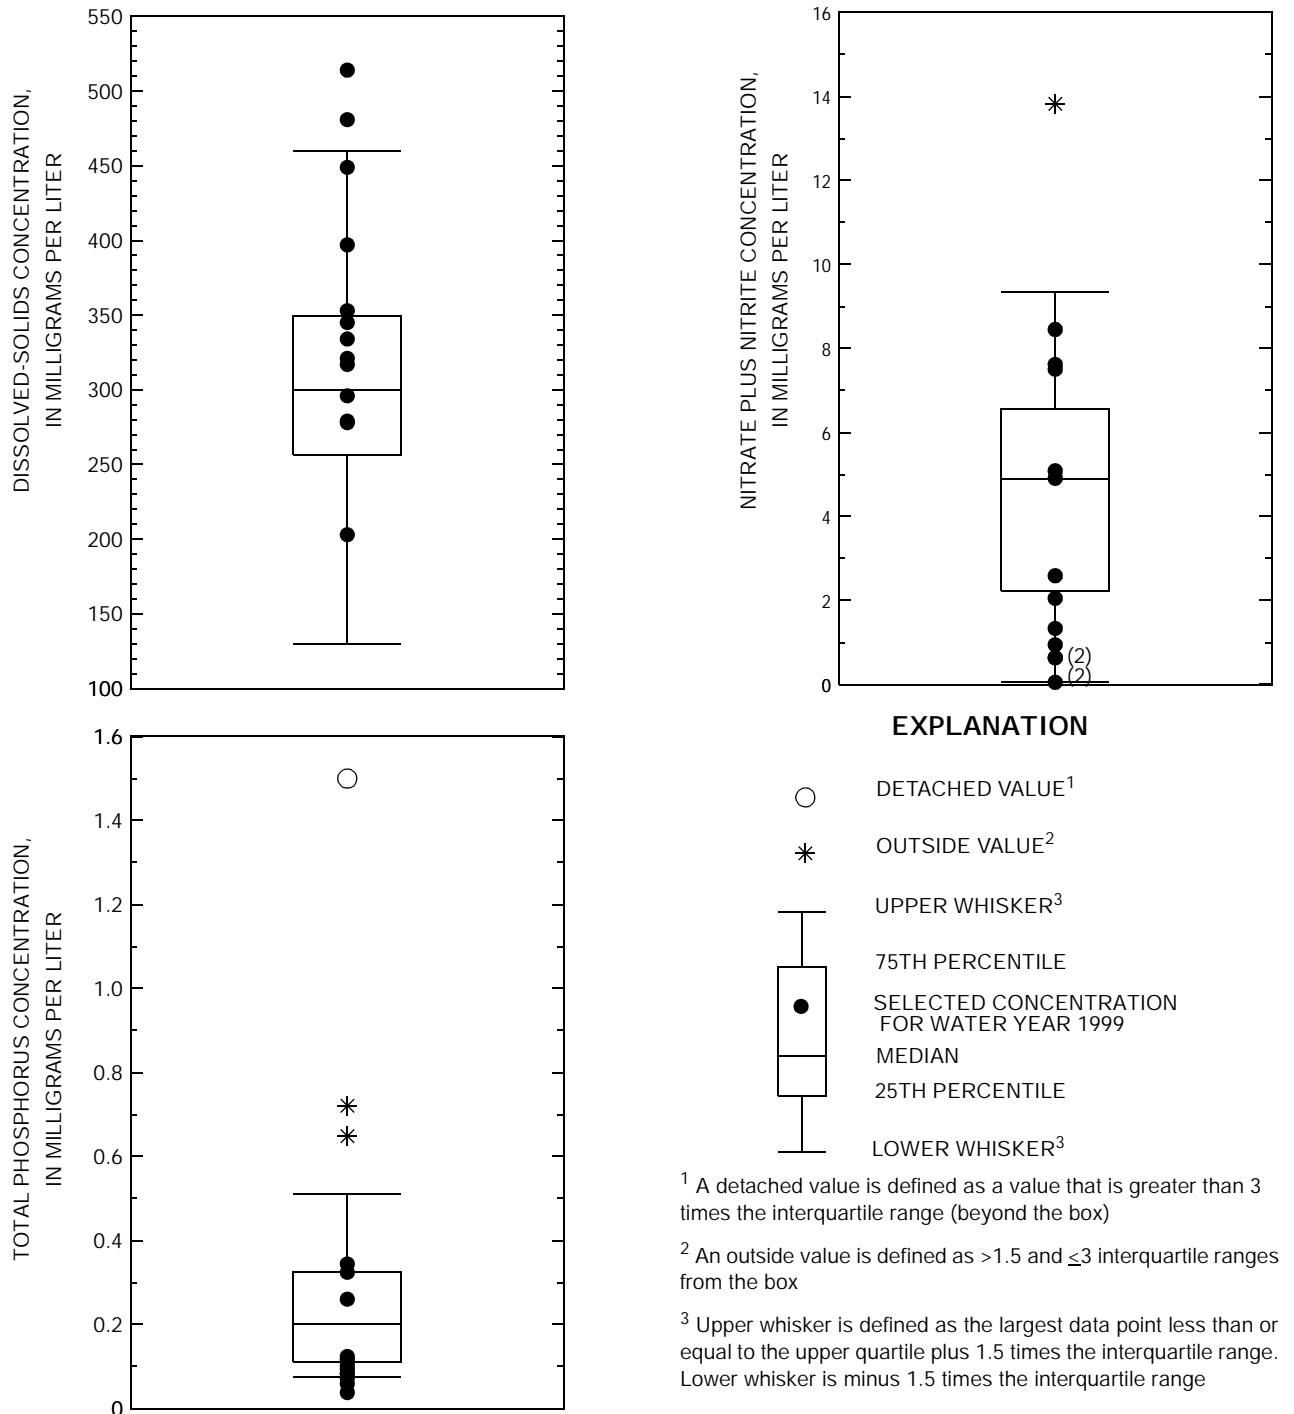 DISSOLVED-SOLIDS CONCENTRATION,
IN MILLIGRAMS PER LITER
550
500
450
400
350
300
250
200
150
100
NITRATE PLUS NITRITE CONCENTRATION,
IN MILLIGRAMS PER LITER
16
14
12
10
8
6
4
2
0
(2)
(2)
TOTAL PHOSPHORUS CONCENTRATION,
IN MILLIGRAMS PER LITER
1.6
1.4
1.2
1.0
0.8
0.6
0.4
0.2
0
EXPLANATION
DETACHED VALUE1
OUTSIDE VALUE2
UPPER WHISKER3
75TH PERCENTILE
SELECTED CONCENTRATION
FOR WATER YEAR 1999
MEDIAN
25TH PERCENTILE
LOWER WHISKER3
1 A detached value is defined as a value that is greater than 3
times the interquartile range (beyond the box)
2 An outside value is defined as >1.5 and ≤3 interquartile ranges
from the box
3 Upper whisker is defined as the largest data point less than or
equal to the upper quartile plus 1.5 times the interquartile range.
Lower whisker is minus 1.5 times the interquartile range